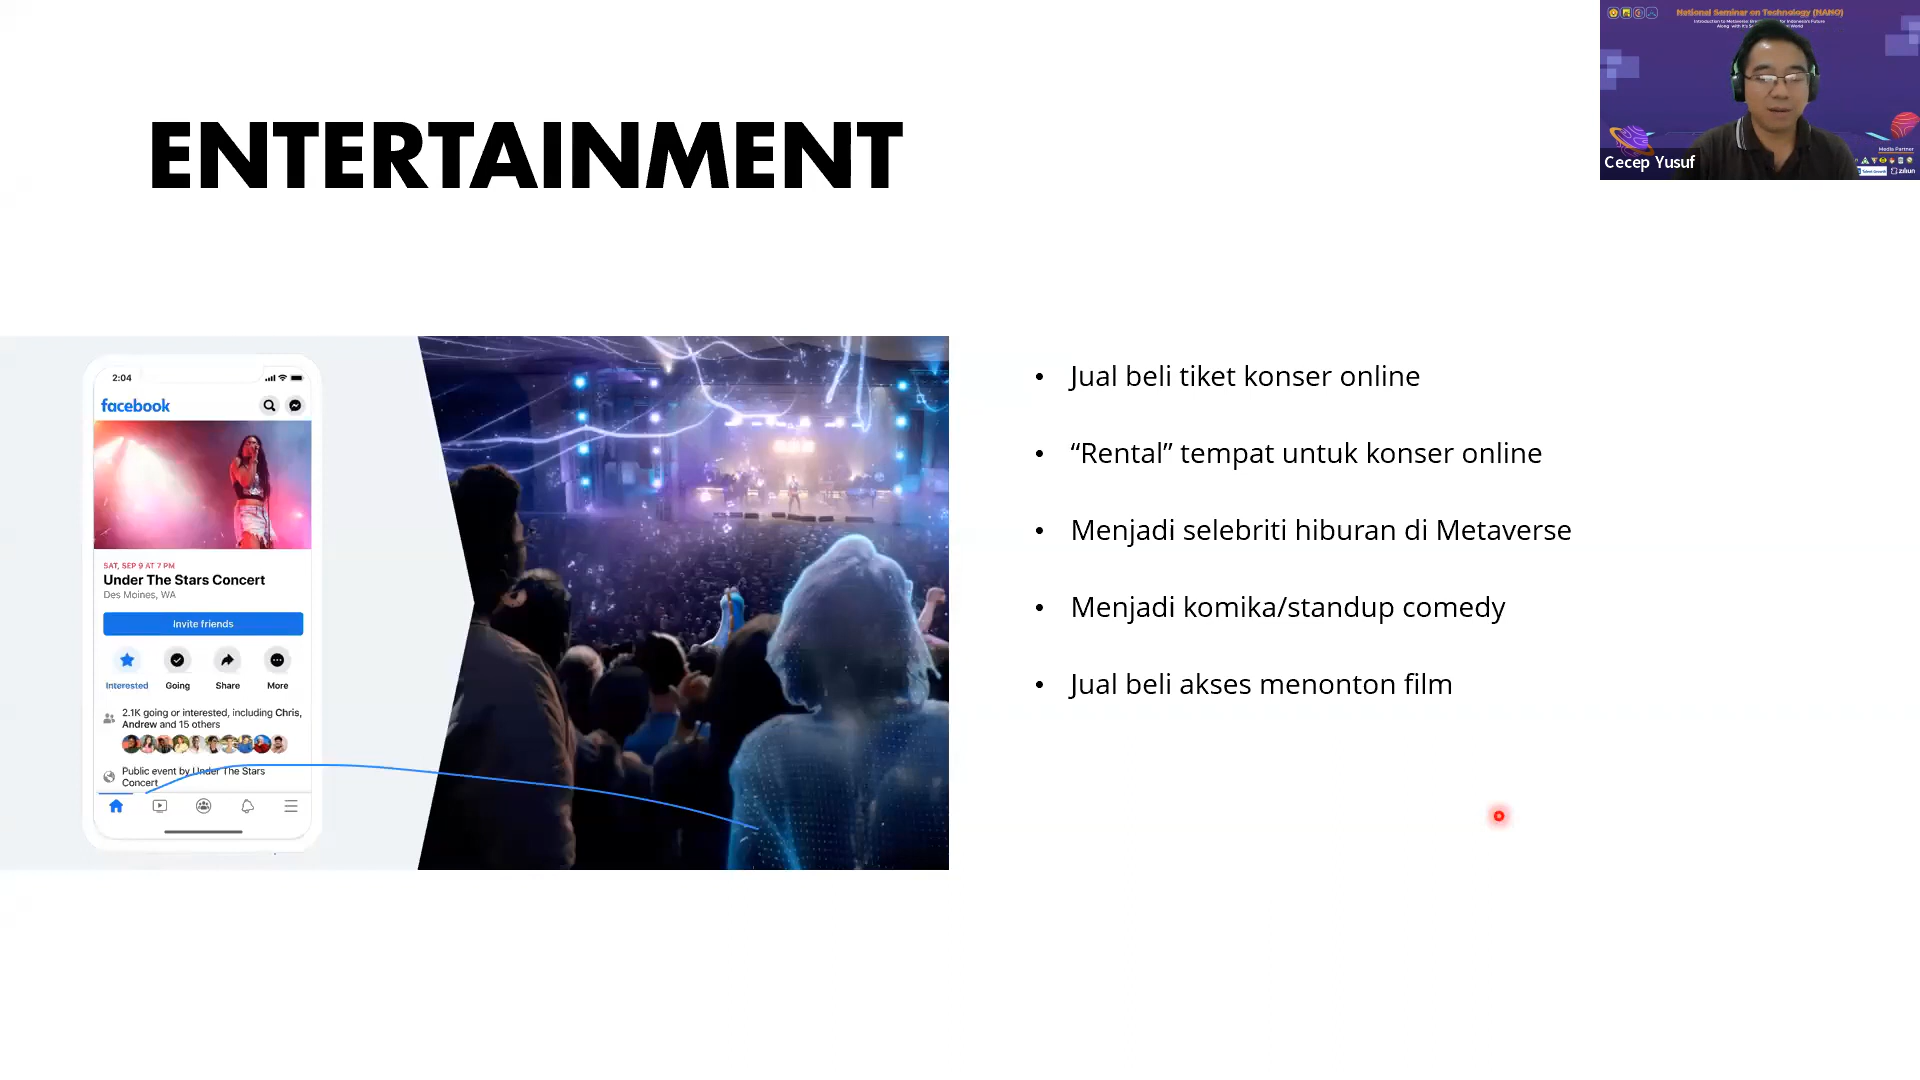 ENTERTAINMENT
National Seminar on Technology (NANO)
Cecep Yusuf
Media Partner
ziliun
2:04
facebook
SAT, SEP 9 AT 7 PM
Under The Stars Concert
Des Moines, WA
Invite friends
Interested Going Share More
2.1K going or interested, including Chris,
Andrew and 15 others
Public event by Under The Stars
Concert
• Jual beli tiket konser online
• “Rental” tempat untuk konser online
• Menjadi selebriti hiburan di Metaverse
• Menjadi komika/standup comedy
• Jual beli akses menonton film